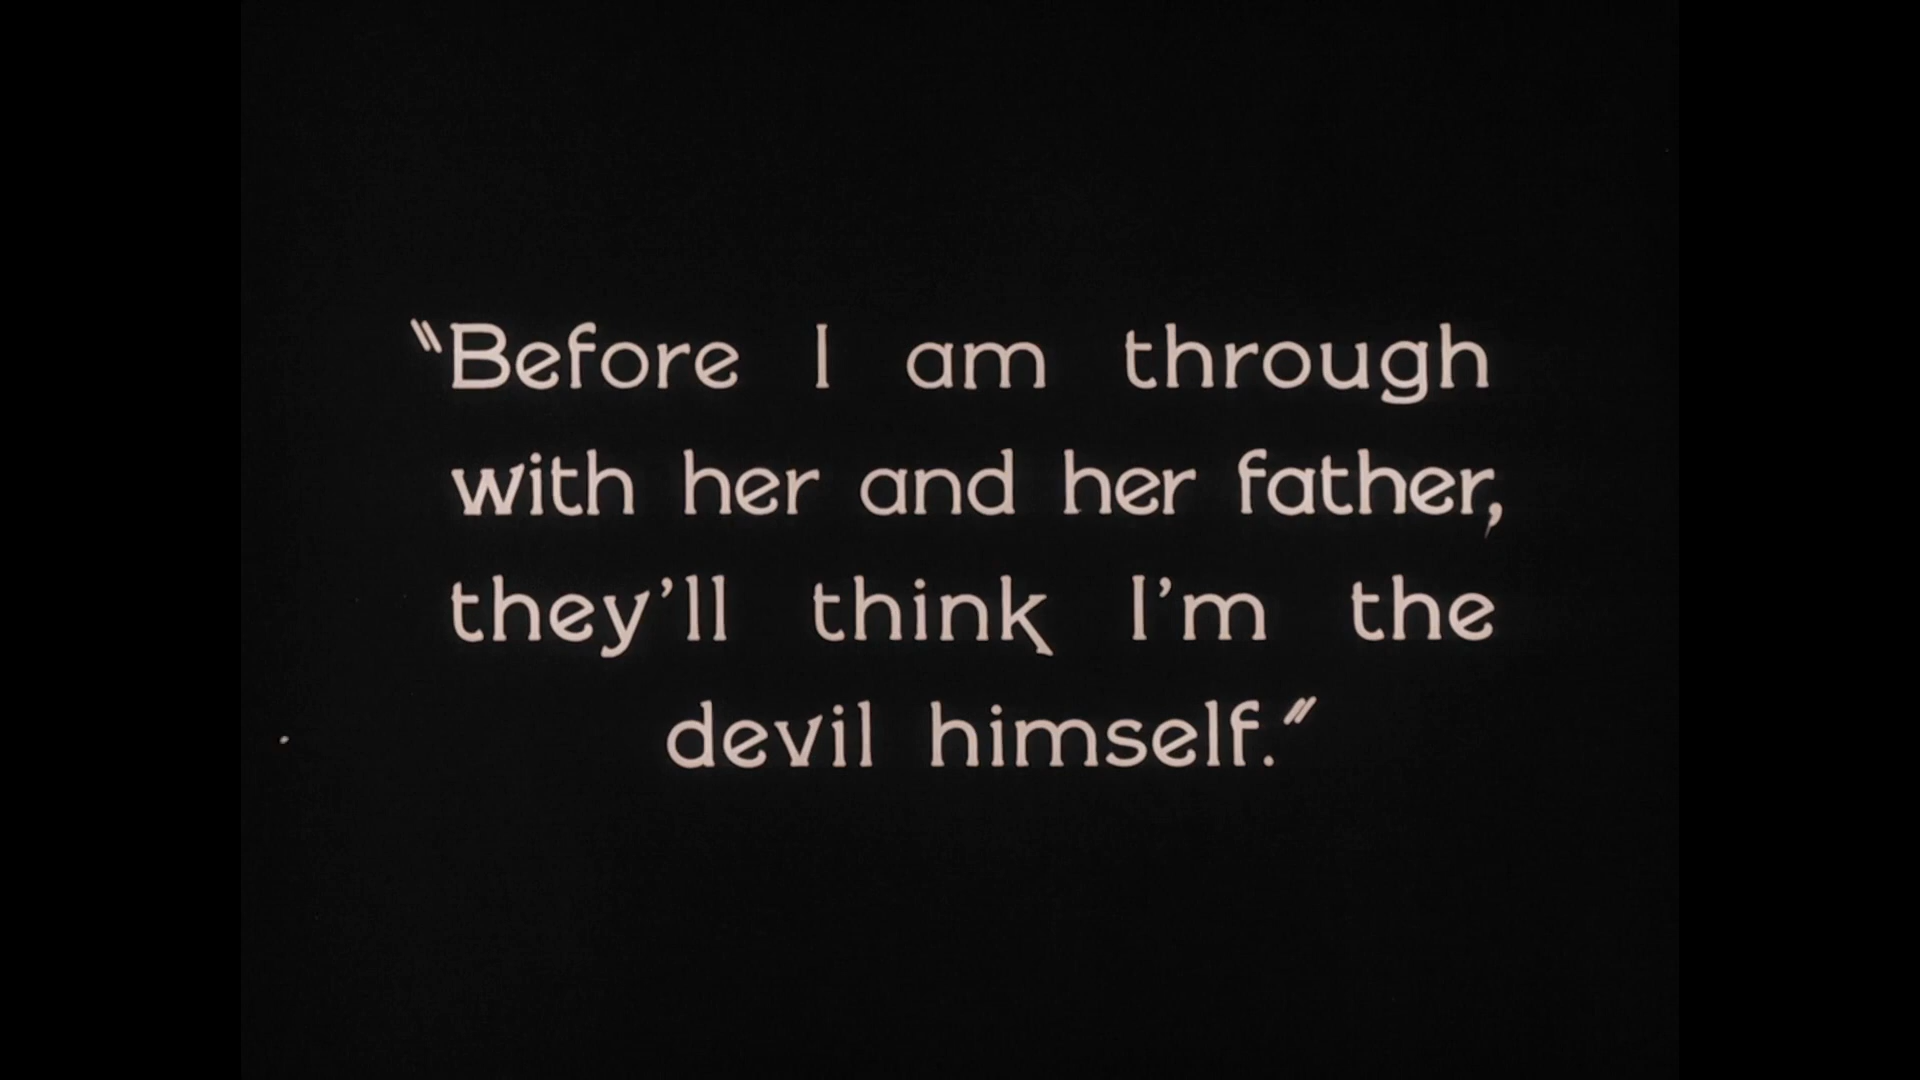 "Before I am through
with her and her father,
they'll think I'm the
devil himself."